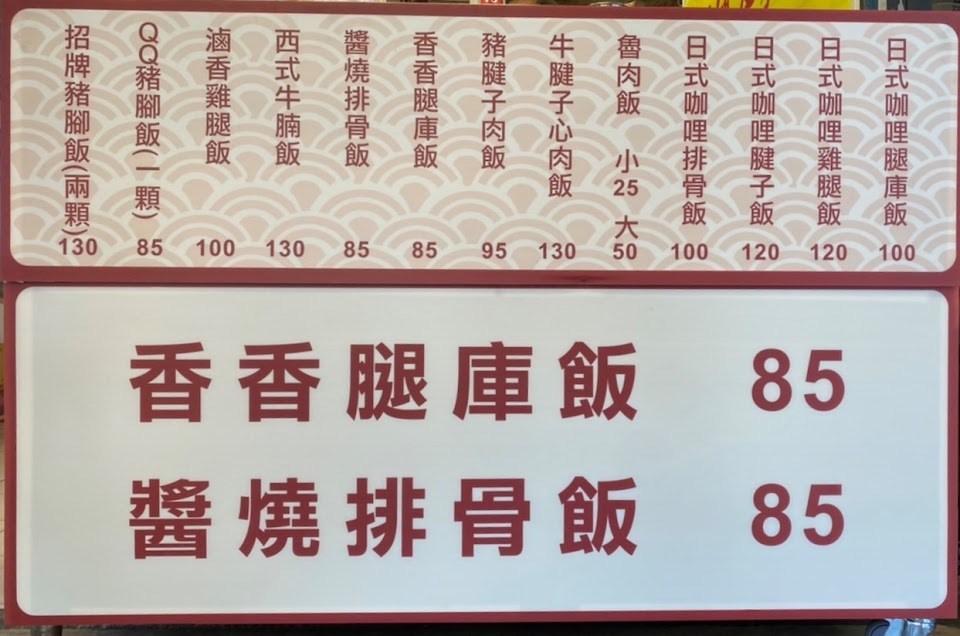 日式咖哩腿庫飯 100
日式咖哩雞腿飯 120
日式咖哩腱子飯 120
日式咖哩排骨飯 100
魯肉飯 小25 大50
牛腱子心肉飯 130
豬腱子肉飯 95
香香腿庫飯 85
醬燒排骨飯 85
西式牛腩飯 130
滷香雞腿飯 100
QQ豬腳飯(一顆) 85
招牌豬腳飯(兩顆) 130
香香腿庫飯 85
醬燒排骨飯 85